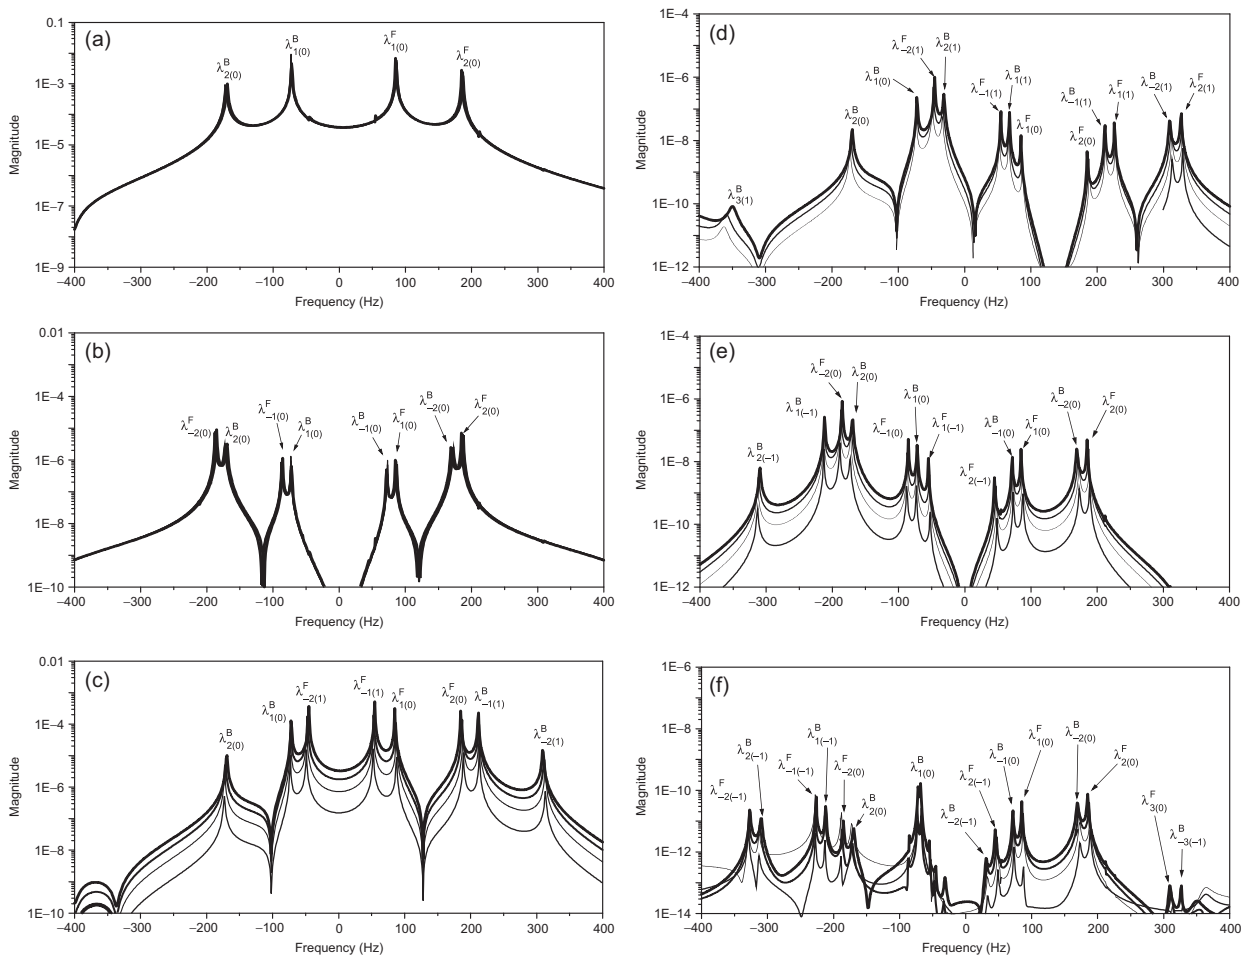 (a)
0.1
1E−3
1E−5
1E−7
1E−9
Magnitude
λ^B_2(0)
λ^B_1(0)
λ^F_1(0)
λ^F_2(0)
−400 −300 −200 −100 0 100 200 300 400
Frequency (Hz)
(b)
0.01
1E−4
1E−6
1E−8
1E−10
Magnitude
λ^F_−2(0)
λ^B_2(0)
λ^F_−1(0)
λ^B_1(0)
λ^B_−1(0)
λ^F_1(0)
λ^B_−2(0)
λ^F_2(0)
−400 −300 −200 −100 0 100 200 300 400
Frequency (Hz)
(c)
0.01
1E−4
1E−6
1E−8
1E−10
Magnitude
λ^B_2(0)
λ^B_1(0)
λ^F_−2(1)
λ^F_−1(1)
λ^F_1(0)
λ^F_2(0)
λ^B_−1(1)
λ^B_−2(1)
−400 −300 −200 −100 0 100 200 300 400
Frequency (Hz)
(d)
1E−4
1E−6
1E−8
1E−10
1E−12
Magnitude
λ^B_3(1)
λ^B_2(0)
λ^B_1(0)
λ^F_−2(1)
λ^B_2(1)
λ^F_−1(1)
λ^B_1(1)
λ^F_1(0)
λ^F_2(0)
λ^B_−1(1)
λ^F_1(1)
λ^B_−2(1)
λ^F_2(1)
−400 −300 −200 −100 0 100 200 300 400
Frequency (Hz)
(e)
1E−4
1E−6
1E−8
1E−10
1E−12
Magnitude
λ^B_2(−1)
λ^B_1(−1)
λ^F_−2(0)
λ^B_2(0)
λ^F_−1(0)
λ^B_1(0)
λ^F_1(−1)
λ^F_2(−1)
λ^B_−1(0)
λ^F_1(0)
λ^B_−2(0)
λ^F_2(0)
−400 −300 −200 −100 0 100 200 300 400
Frequency (Hz)
(f)
1E−6
1E−8
1E−10
1E−12
1E−14
Magnitude
λ^F_−2(−1)
λ^B_2(−1)
λ^F_−1(−1)
λ^B_1(−1)
λ^F_−2(0)
λ^B_2(0)
λ^B_1(0)
λ^B_−2(−1)
λ^F_2(−1)
λ^B_−1(0)
λ^F_1(0)
λ^B_−2(0)
λ^F_2(0)
λ^F_3(0)
λ^B_−3(−1)
−400 −300 −200 −100 0 100 200 300 400
Frequency (Hz)